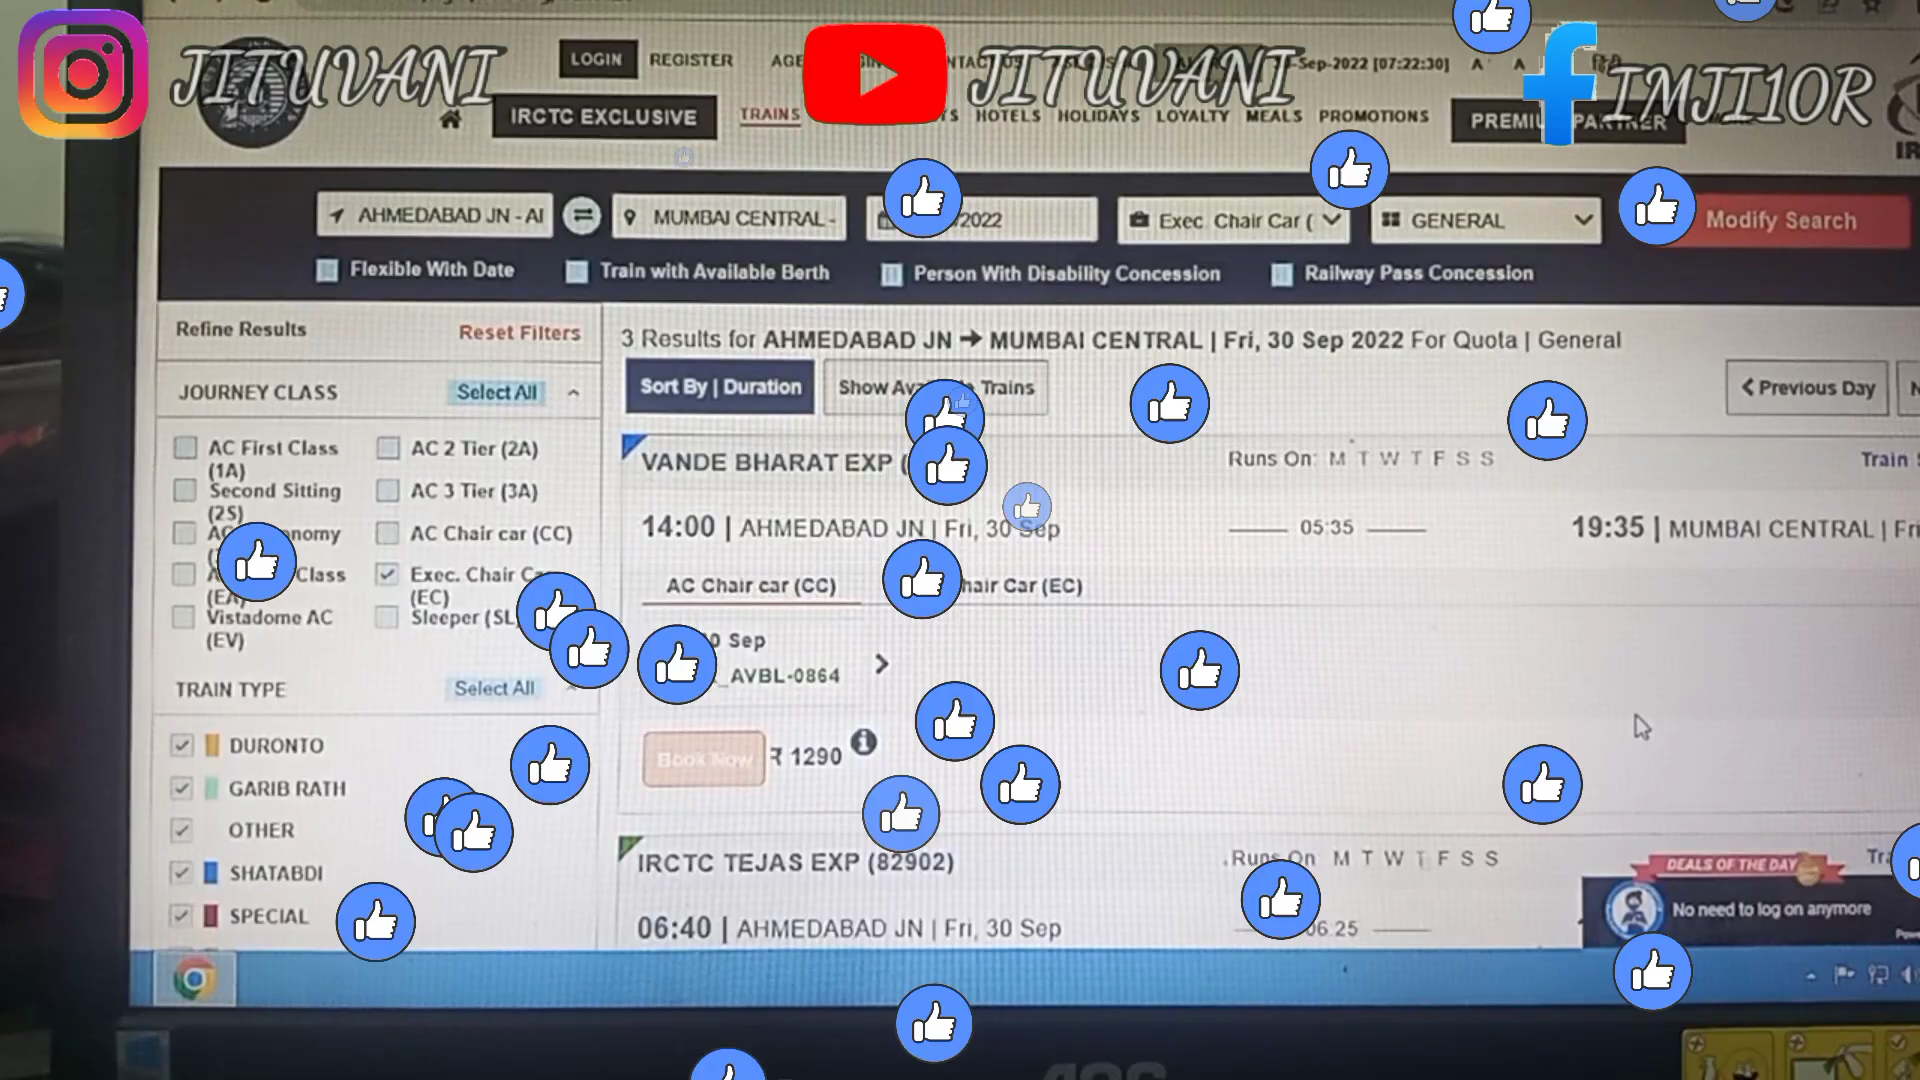 JITUVANI
LOGIN
REGISTER
JITUVANI
-Sep-2022 [07:22:30]
IMJI10R
IRCTC EXCLUSIVE
TRAINS
HOTELS
HOLIDAYS
LOYALTY
MEALS
PROMOTIONS
AHMEDABAD JN - AI
MUMBAI CENTRAL -
2022
Exec. Chair Car (
GENERAL
Modify Search
Flexible With Date
Train with Available Berth
Person With Disability Concession
Railway Pass Concession
Refine Results
Reset Filters
3 Results for AHMEDABAD JN ➔ MUMBAI CENTRAL | Fri, 30 Sep 2022 For Quota | General
JOURNEY CLASS
Select All
Sort By | Duration
Show Trains
Previous Day
AC First Class (1A)
AC 2 Tier (2A)
Second Sitting (2S)
AC 3 Tier (3A)
AC Chair car (CC)
Class (EA)
Exec. Chair (EC)
Vistadome AC (EV)
Sleeper (SL
VANDE BHARAT EXP (
Runs On: M T W T F S S
Train
14:00 | AHMEDABAD JN | Fri, 30 Sep
05:35
19:35 | MUMBAI CENTRAL |
AC Chair car (CC)
Chair Car (EC)
Sep
AVBL-0864
Book Now
₹ 1290
TRAIN TYPE
Select All
DURONTO
GARIB RATH
OTHER
SHATABDI
SPECIAL
IRCTC TEJAS EXP (82902)
Runs On M T W T F S S
06:40 | AHMEDABAD JN | Fri, 30 Sep
06:25
DEALS OF THE DAY
No need to log on anymore